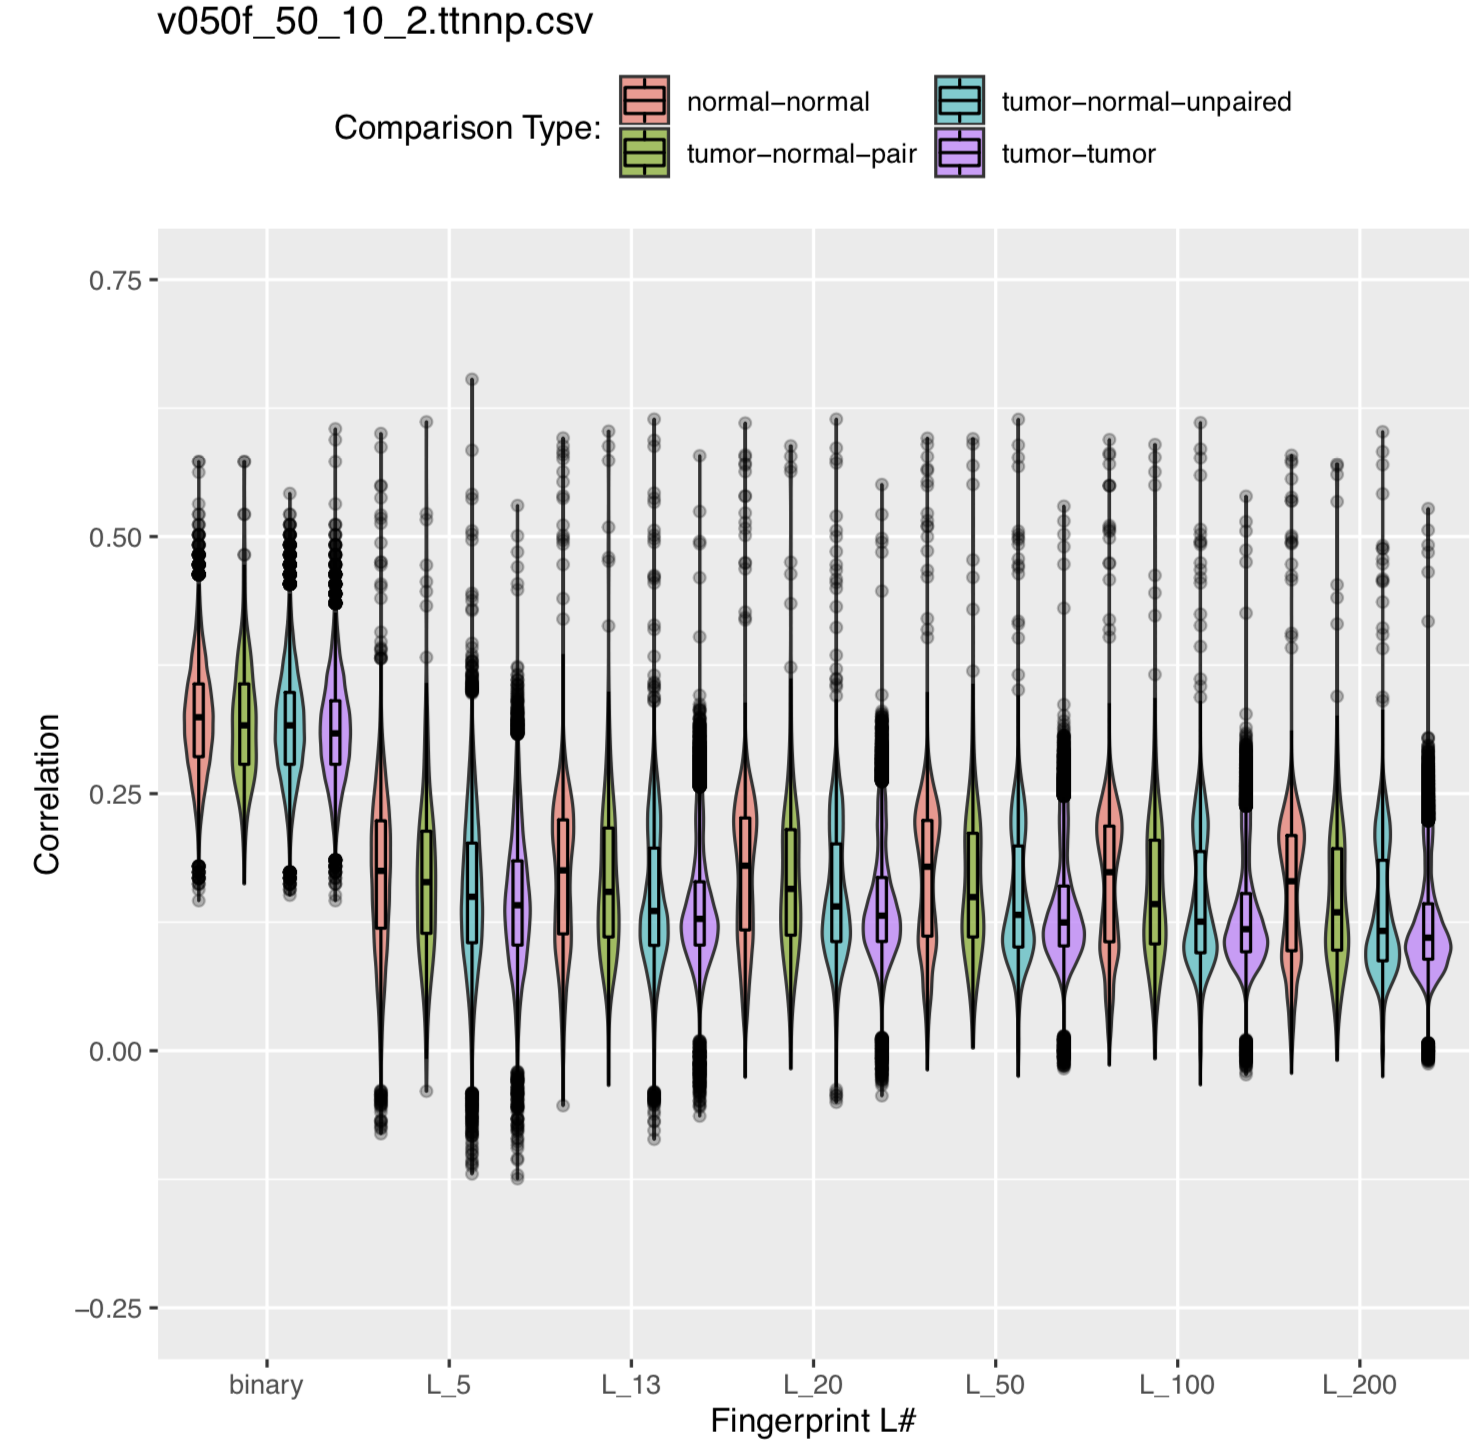 v050f_50_10_2.ttnnp.csv
Comparison Type:
normal−normal
tumor−normal−pair
tumor−normal−unpaired
tumor−tumor
Correlation
0.75
0.50
0.25
0.00
−0.25
binary L_5 L_13 L_20 L_50 L_100 L_200
Fingerprint L#